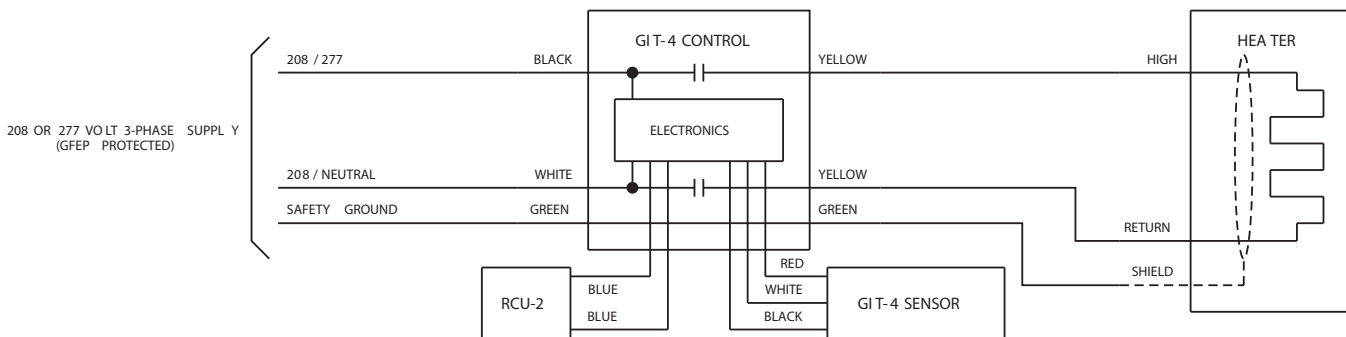 GIT-4 CONTROL
HEATER
208 / 277
BLACK
YELLOW
HIGH
208 OR 277 VOLT 3-PHASE SUPPLY
(GFEP PROTECTED)
ELECTRONICS
208 / NEUTRAL
WHITE
YELLOW
SAFETY GROUND
GREEN
GREEN
RETURN
RED
SHIELD
BLUE
WHITE
RCU-2
GIT-4 SENSOR
BLUE
BLACK